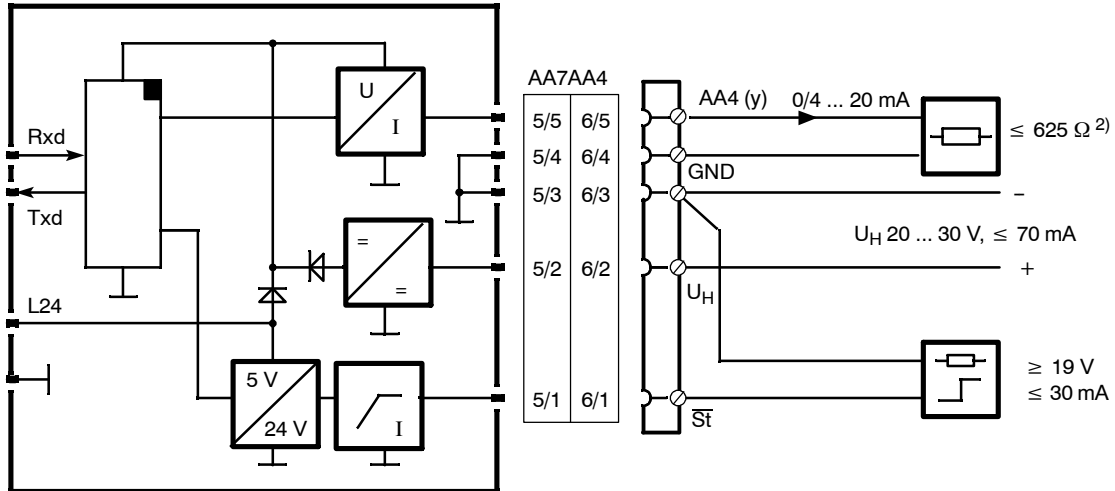 U
I
AA7AA4
AA4 (y) 0/4 ... 20 mA
5/5 6/5
≤ 625 Ω 2)
Rxd
5/4 6/4
GND
Txd
5/3 6/3
–
U_H 20 ... 30 V, ≤ 70 mA
=
=
5/2 6/2
+
U_H
L24
5 V
24 V
I
5/1 6/1
≥ 19 V
≤ 30 mA
S̅t̅